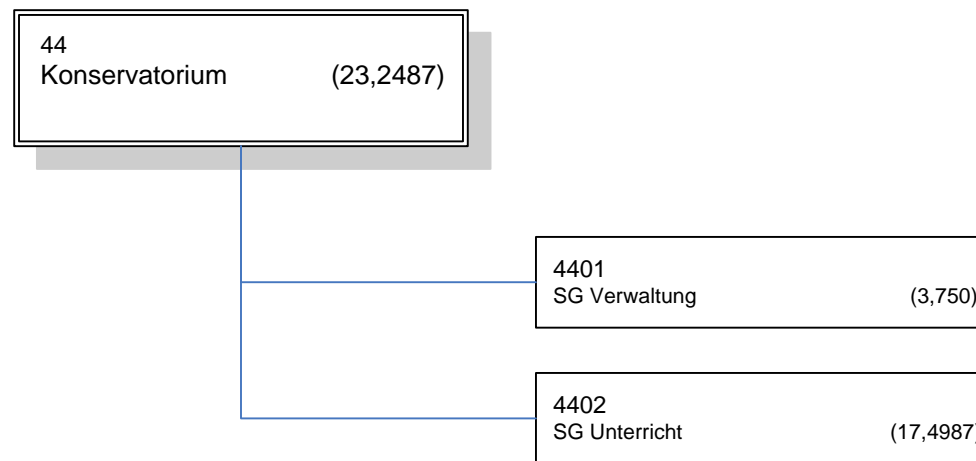 44
Konservatorium (23,2487)
4401
SG Verwaltung (3,750)
4402
SG Unterricht (17,4987)